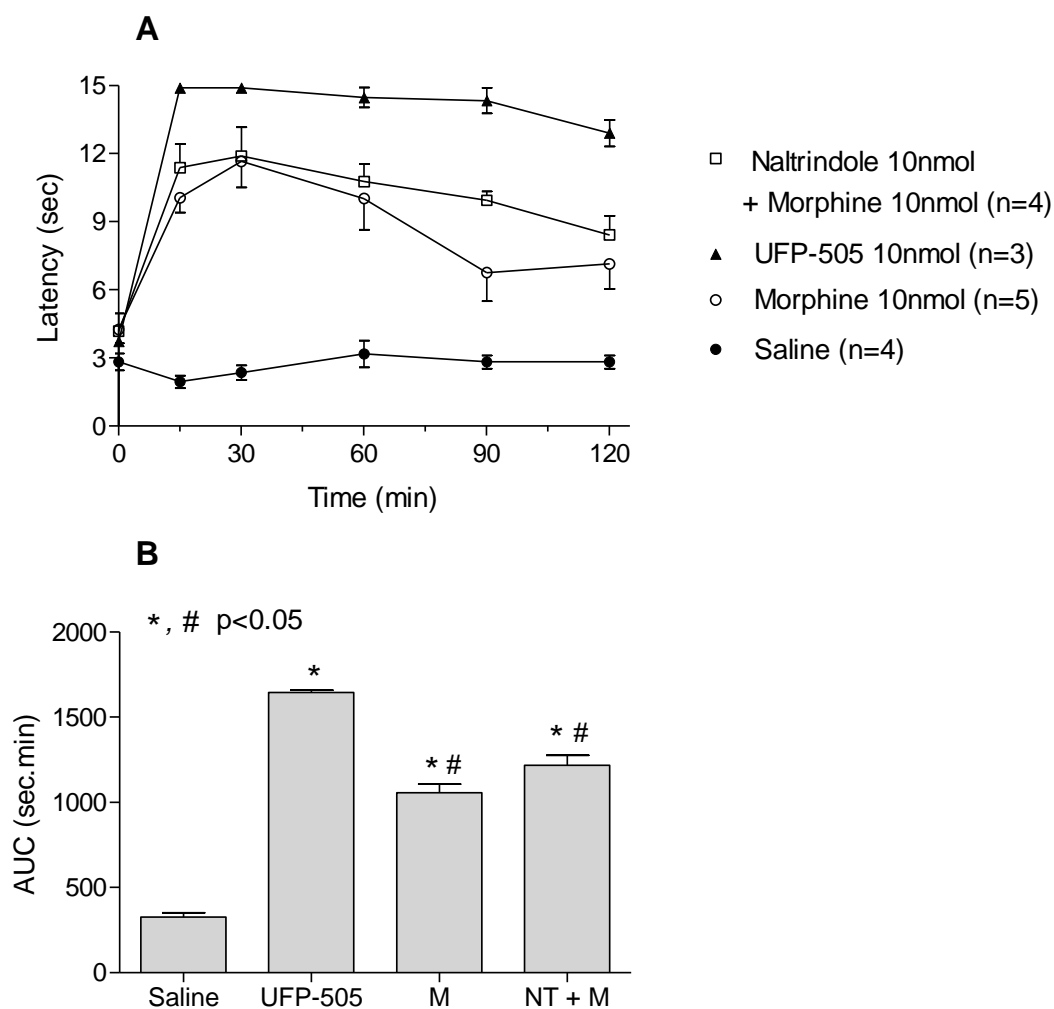 A
15
12
9
6
3
0
Latency (sec)
0 30 60 90 120
Time (min)
Naltrindole 10nmol
+ Morphine 10nmol (n=4)
UFP-505 10nmol (n=3)
Morphine 10nmol (n=5)
Saline (n=4)
B
*, # p<0.05
2000
1500
1000
500
0
AUC (sec.min)
*
* #
* #
Saline UFP-505 M NT + M